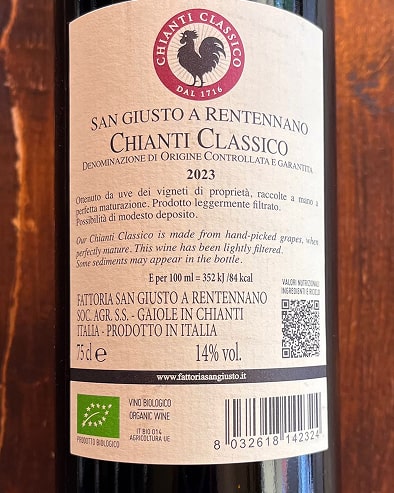 CHIANTI CLASSICO
DAL 1716
SAN GIUSTO A RENTENNANO
CHIANTI CLASSICO
DENOMINAZIONE DI ORIGINE CONTROLLATA E GARANTITA
2023
Ottenuto da uve dei vigneti di proprietà, raccolte a mano a
perfetta maturazione. Prodotto leggermente filtrato.
Possibilità di modesto deposito.
Our Chianti Classico is made from hand-picked grapes, when
perfectly mature. This wine has been lightly filtered.
Some sediments may appear in the bottle.
E per 100 ml = 352 kJ /84 kcal
VALORI NUTRIZIONALI
INGREDIENTI E RICICLO
FATTORIA SAN GIUSTO A RENTENNANO
SOC. AGR. S.S. - GAIOLE IN CHIANTI
ITALIA - PRODOTTO IN ITALIA
75 cl e
14% vol.
www.fattoriasangiusto.it
VINO BIOLOGICO
ORGANIC WINE
IT BIO 014
AGRICOLTURA UE
PRODOTTO BIOLOGICO
8 032618 142324